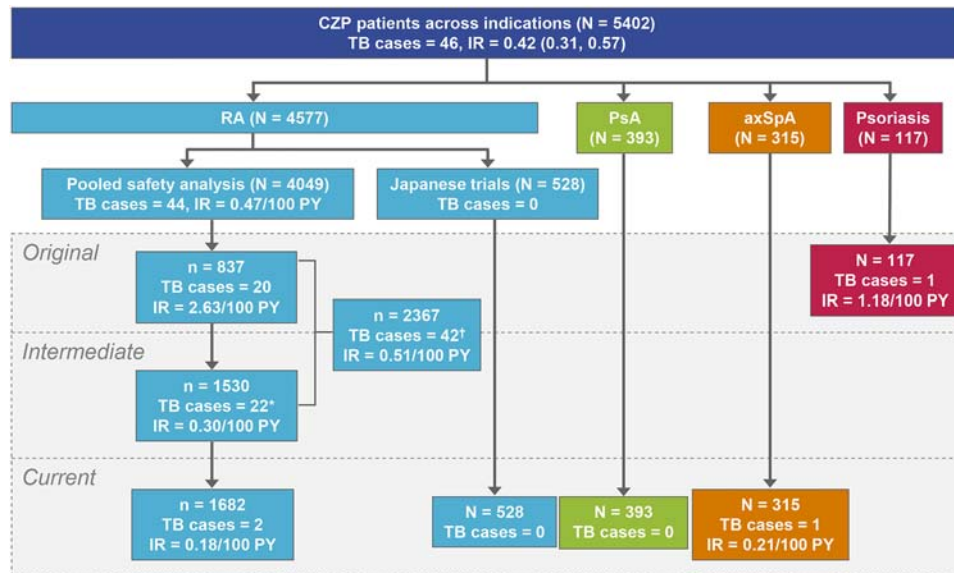 CZP patients across indications (N = 5402)
TB cases = 46, IR = 0.42 (0.31, 0.57)
RA (N = 4577)
PsA
(N = 393)
axSpA
(N = 315)
Psoriasis
(N = 117)
Pooled safety analysis (N = 4049)
TB cases = 44, IR = 0.47/100 PY
Japanese trials (N = 528)
TB cases = 0
Original
n = 837
TB cases = 20
IR = 2.63/100 PY
N = 117
TB cases = 1
IR = 1.18/100 PY
n = 2367
TB cases = 42†
IR = 0.51/100 PY
Intermediate
n = 1530
TB cases = 22*
IR = 0.30/100 PY
Current
n = 1682
TB cases = 2
IR = 0.18/100 PY
N = 528
TB cases = 0
N = 393
TB cases = 0
N = 315
TB cases = 1
IR = 0.21/100 PY